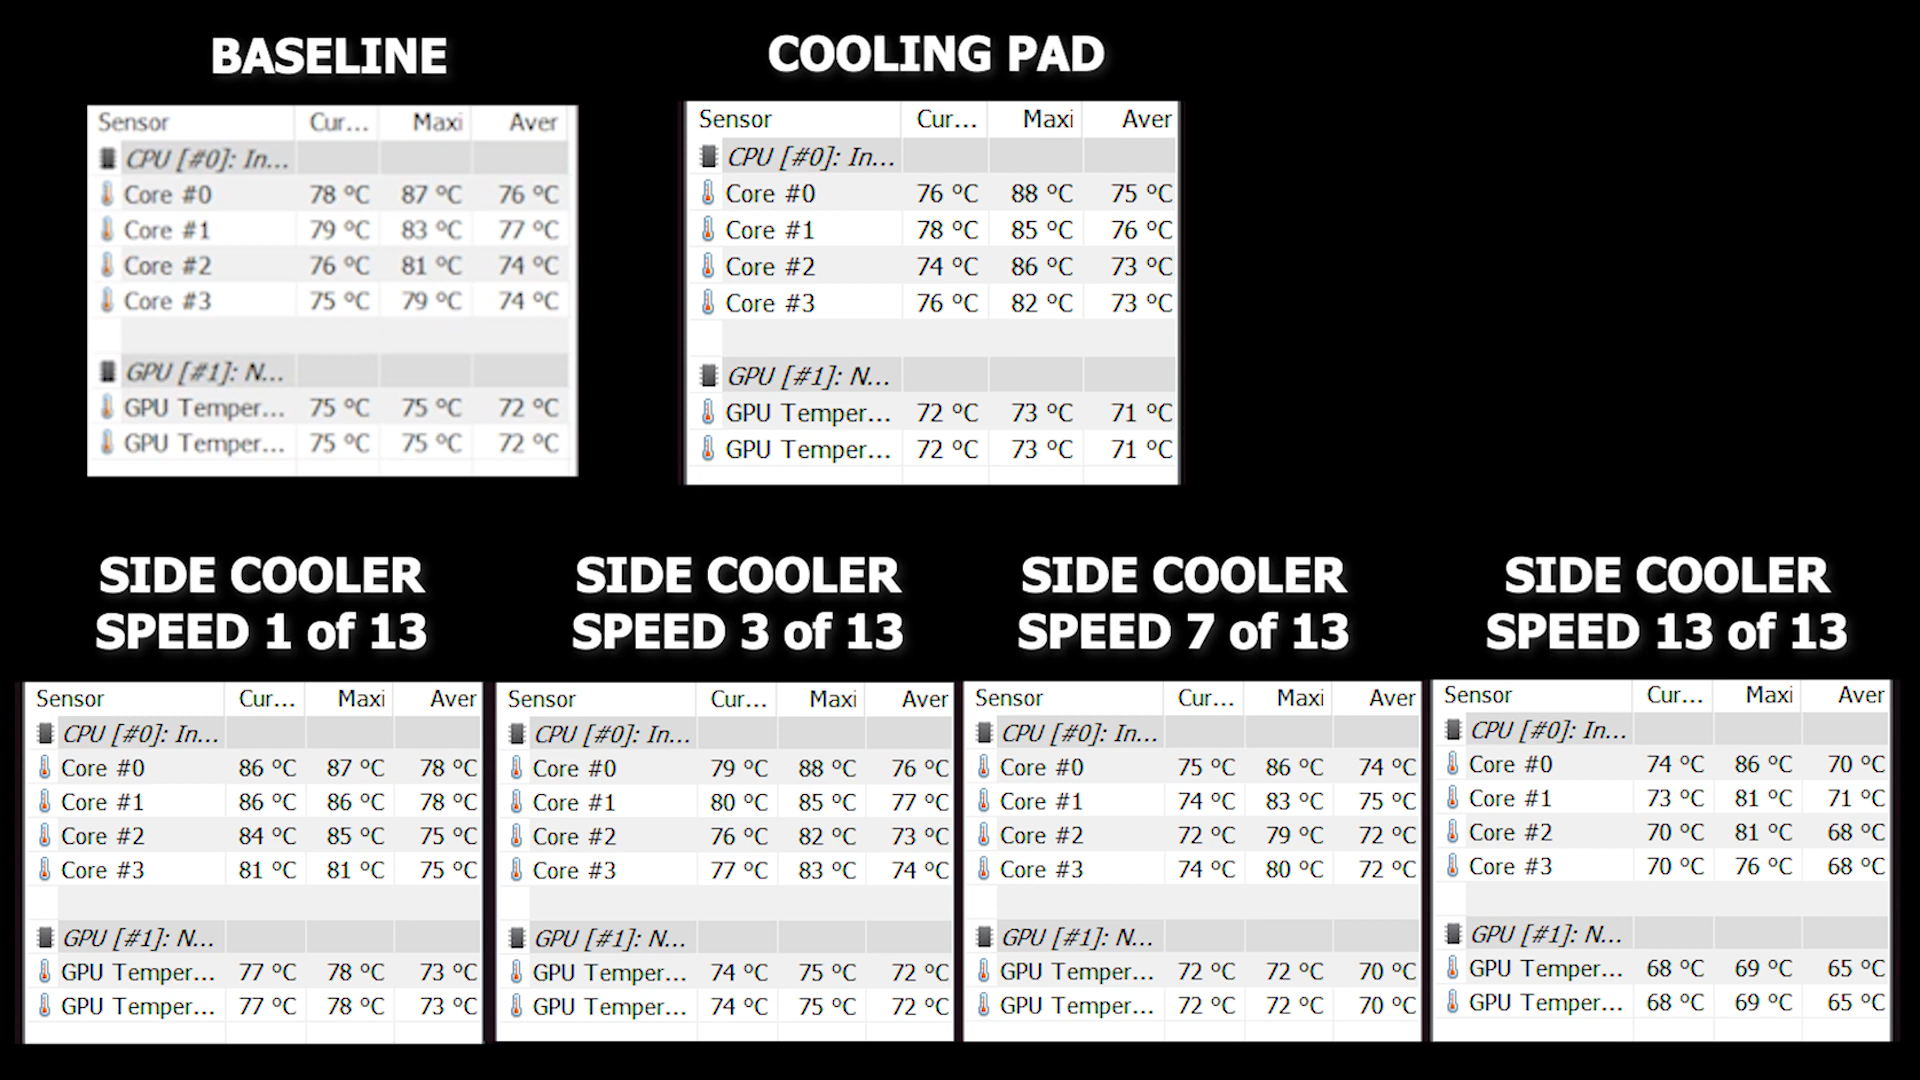 BASELINE
Sensor Cur... Maxi Aver
CPU [#0]: In...
Core #0 78 °C 87 °C 76 °C
Core #1 79 °C 83 °C 77 °C
Core #2 76 °C 81 °C 74 °C
Core #3 75 °C 79 °C 74 °C
GPU [#1]: N...
GPU Temper... 75 °C 75 °C 72 °C
GPU Temper... 75 °C 75 °C 72 °C
COOLING PAD
Sensor Cur... Maxi Aver
CPU [#0]: In...
Core #0 76 °C 88 °C 75 °C
Core #1 78 °C 85 °C 76 °C
Core #2 74 °C 86 °C 73 °C
Core #3 76 °C 82 °C 73 °C
GPU [#1]: N...
GPU Temper... 72 °C 73 °C 71 °C
GPU Temper... 72 °C 73 °C 71 °C
SIDE COOLER
SPEED 1 of 13
Sensor Cur... Maxi Aver
CPU [#0]: In...
Core #0 86 °C 87 °C 78 °C
Core #1 86 °C 86 °C 78 °C
Core #2 84 °C 85 °C 75 °C
Core #3 81 °C 81 °C 75 °C
GPU [#1]: N...
GPU Temper... 77 °C 78 °C 73 °C
GPU Temper... 77 °C 78 °C 73 °C
SIDE COOLER
SPEED 3 of 13
Sensor Cur... Maxi Aver
CPU [#0]: In...
Core #0 79 °C 88 °C 76 °C
Core #1 80 °C 85 °C 77 °C
Core #2 76 °C 82 °C 73 °C
Core #3 77 °C 83 °C 74 °C
GPU [#1]: N...
GPU Temper... 74 °C 75 °C 72 °C
GPU Temper... 74 °C 75 °C 72 °C
SIDE COOLER
SPEED 7 of 13
Sensor Cur... Maxi Aver
CPU [#0]: In...
Core #0 75 °C 86 °C 74 °C
Core #1 74 °C 83 °C 75 °C
Core #2 72 °C 79 °C 72 °C
Core #3 74 °C 80 °C 72 °C
GPU [#1]: N...
GPU Temper... 72 °C 72 °C 70 °C
GPU Temper... 72 °C 72 °C 70 °C
SIDE COOLER
SPEED 13 of 13
Sensor Cur... Maxi Aver
CPU [#0]: In...
Core #0 74 °C 86 °C 70 °C
Core #1 73 °C 81 °C 71 °C
Core #2 70 °C 81 °C 68 °C
Core #3 70 °C 76 °C 68 °C
GPU [#1]: N...
GPU Temper... 68 °C 69 °C 65 °C
GPU Temper... 68 °C 69 °C 65 °C